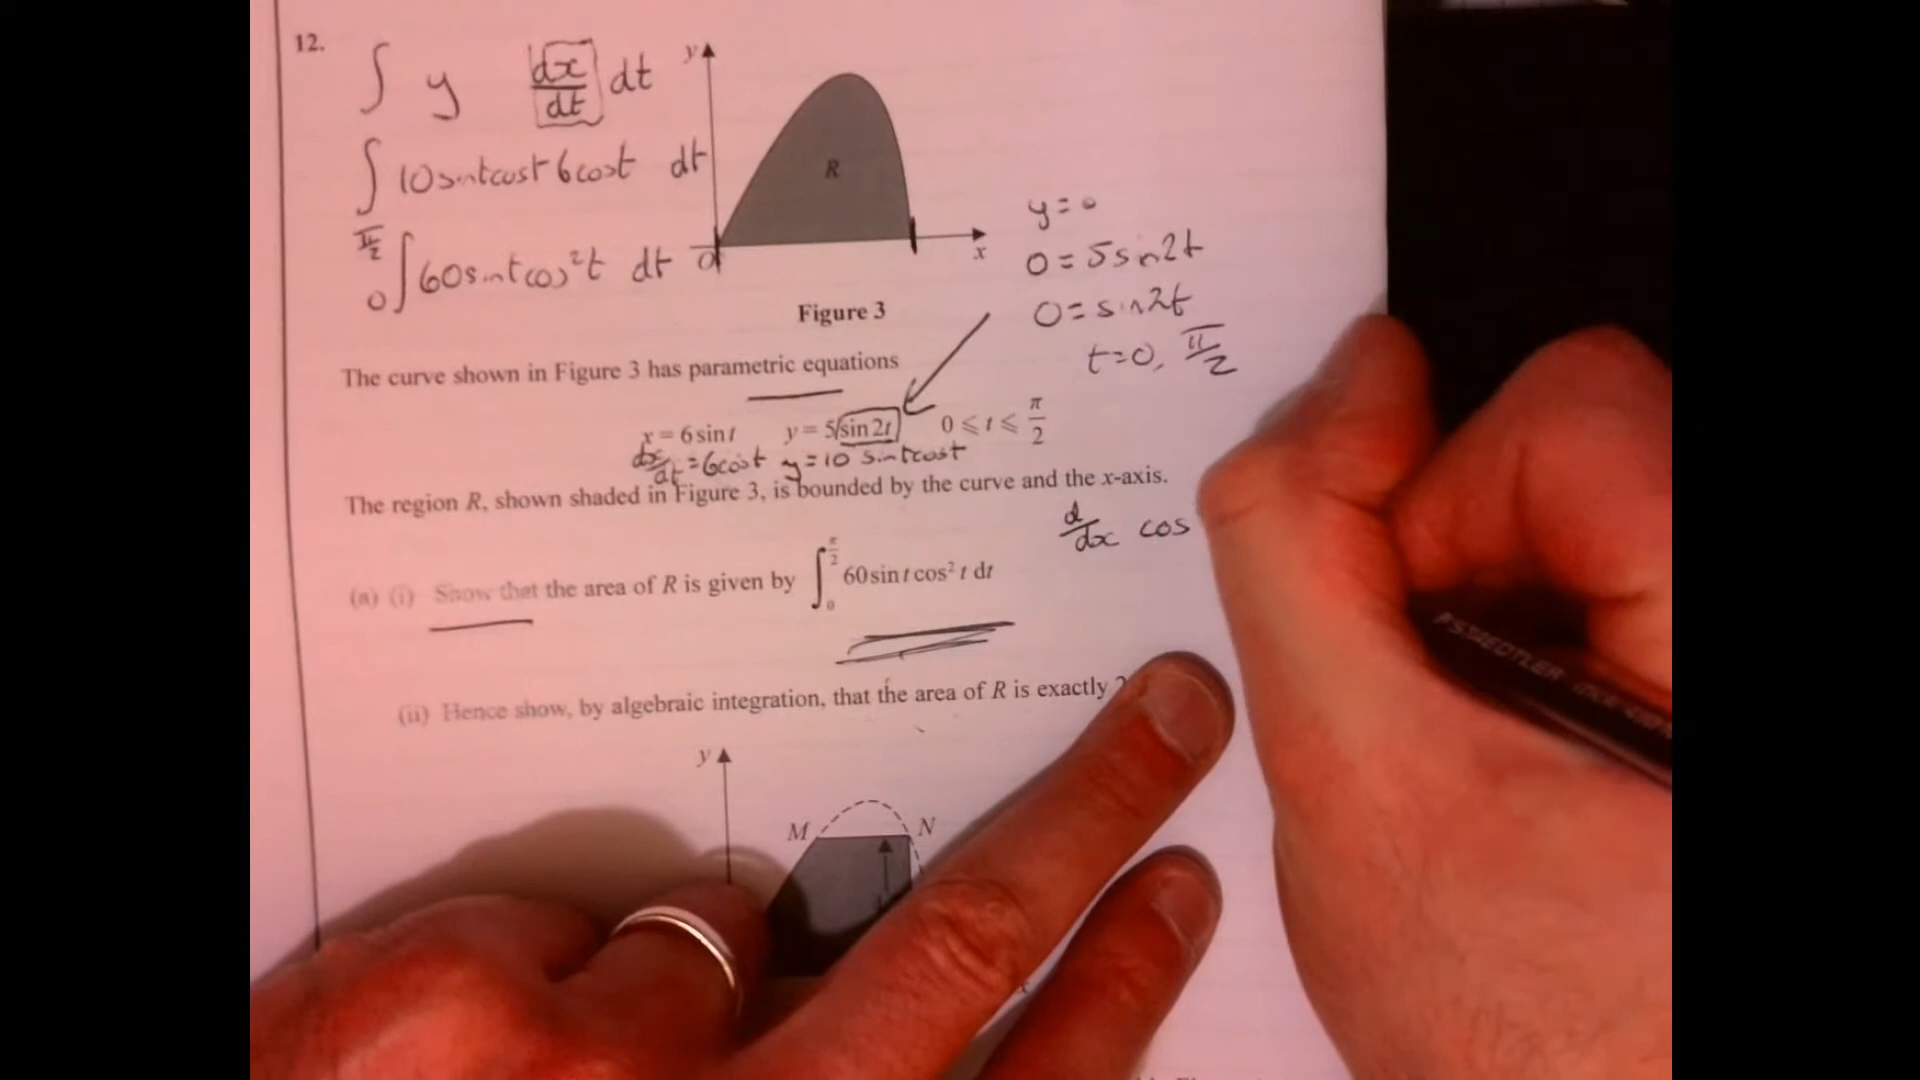 12.
∫ y dx/dt dt
∫ 10sintcost 6cost dt
π/2 ∫ 0 60sintcos²t dt
y
R
O
x
Figure 3
y=0
0=5sin2t
0=sin2t
t=0, π/2
The curve shown in Figure 3 has parametric equations
x = 6 sin t y = 5 sin 2t 0 ⩽ t ⩽ π/2
dx/dt =6cost y=10 sintcost
The region R, shown shaded in Figure 3, is bounded by the curve and the x-axis.
d/dx cos
(a) (i) Show that the area of R is given by ∫ 0 π/2 60 sin t cos² t dt
(ii) Hence show, by algebraic integration, that the area of R is exactly
y
M N
STAEDTLER